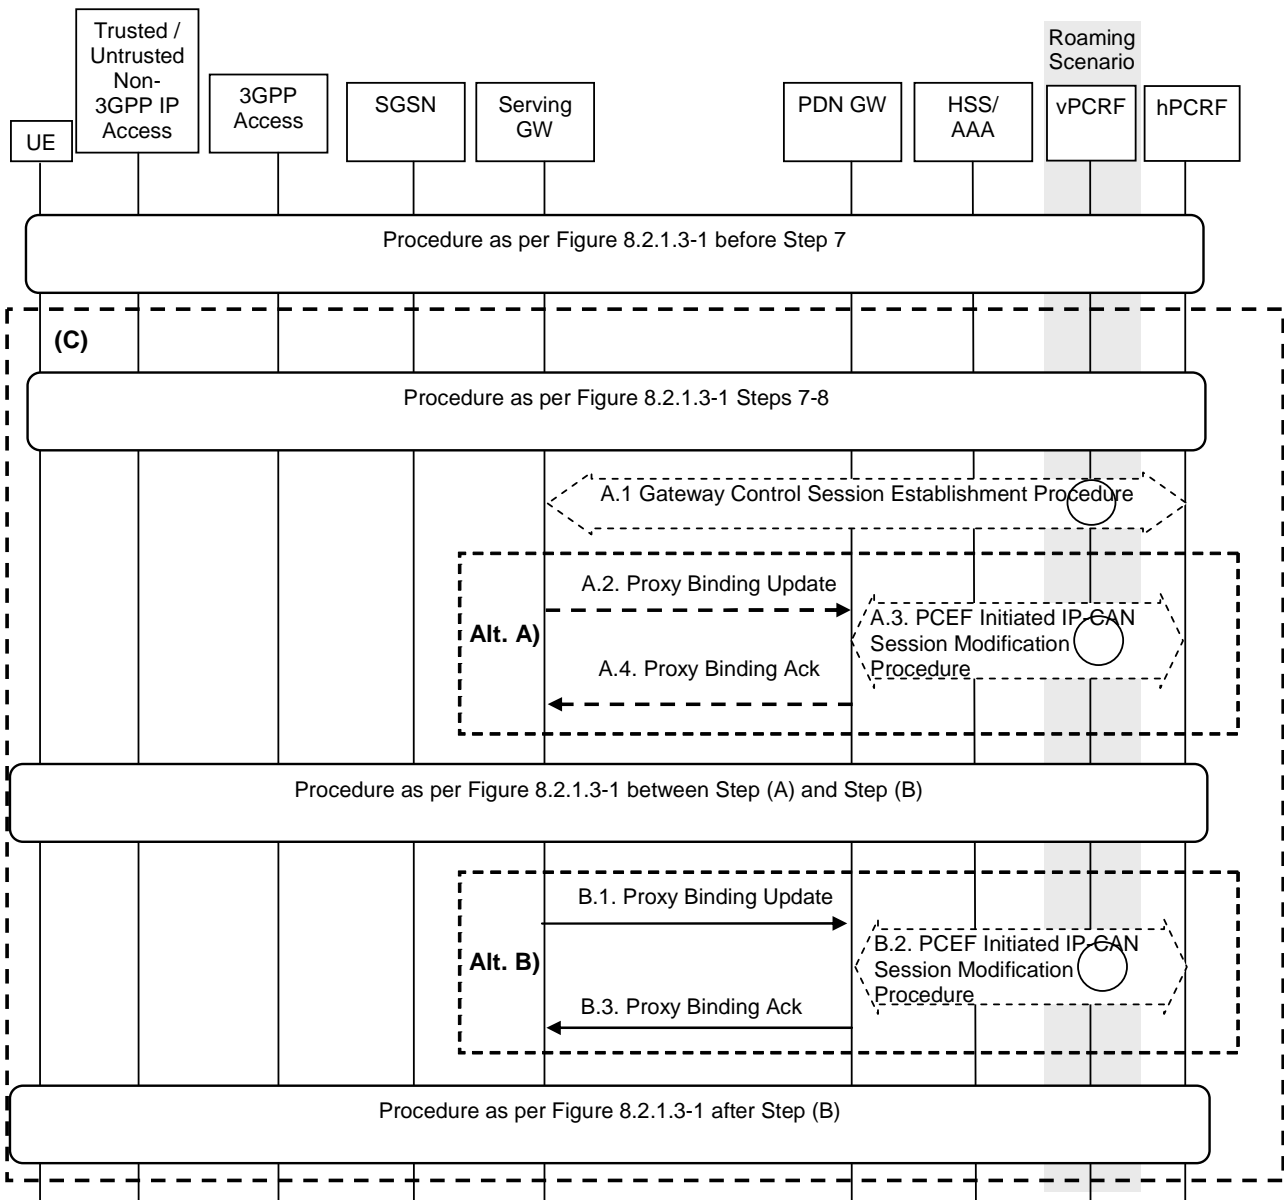 Trusted /
Untrusted
Non-
3GPP IP
Access
Roaming
Scenario
UE
3GPP
Access
SGSN
Serving
GW
PDN GW
HSS/
AAA
vPCRF
hPCRF
Procedure as per Figure 8.2.1.3-1 before Step 7
(C)
Procedure as per Figure 8.2.1.3-1 Steps 7-8
A.1 Gateway Control Session Establishment Procedure
A.2. Proxy Binding Update
Alt. A)
A.3. PCEF Initiated IP-CAN
Session Modification
Procedure
A.4. Proxy Binding Ack
Procedure as per Figure 8.2.1.3-1 between Step (A) and Step (B)
B.1. Proxy Binding Update
Alt. B)
B.2. PCEF Initiated IP-CAN
Session Modification
Procedure
B.3. Proxy Binding Ack
Procedure as per Figure 8.2.1.3-1 after Step (B)